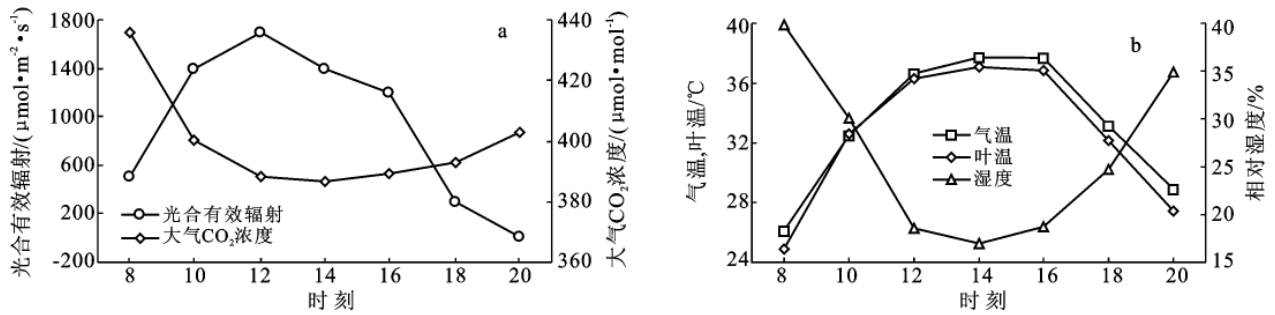 a
光合有效辐射/(μmol•m⁻²•s⁻¹)
1800
1400
1000
600
200
-200
440
420
400
380
360
大气CO₂浓度/(μmol•mol⁻¹)
光合有效辐射
大气CO₂浓度
8 10 12 14 16 18 20
时刻
b
气温,叶温/℃
40
36
32
28
24
40
35
30
25
20
15
相对湿度/%
气温
叶温
湿度
8 10 12 14 16 18 20
时刻